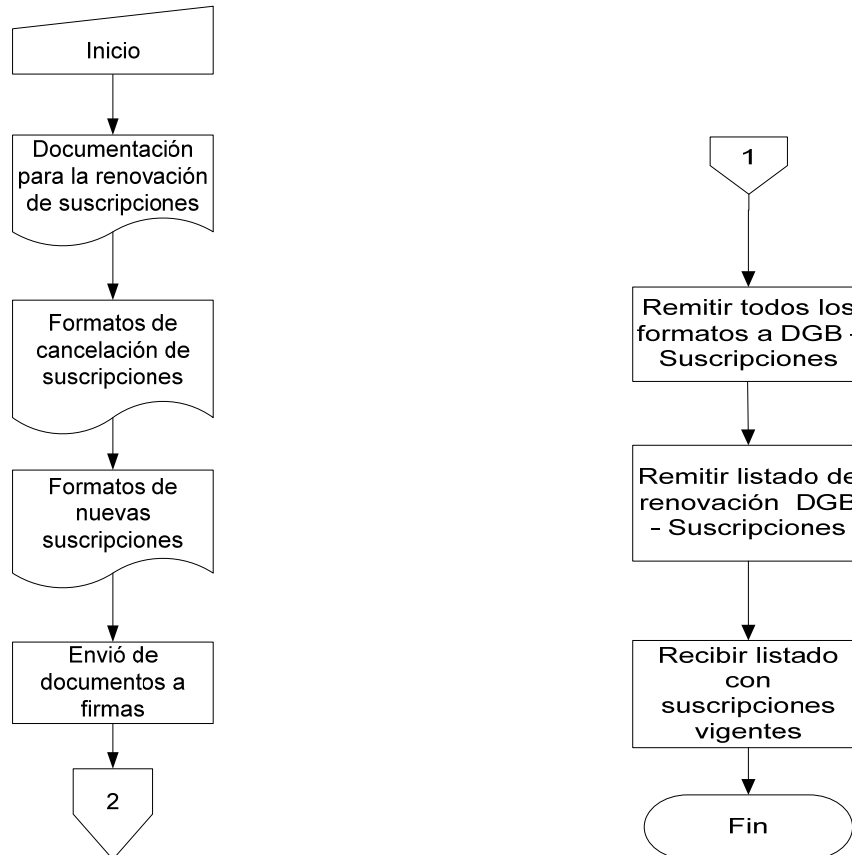 Inicio
Documentación
para la renovación
de suscripciones
Formatos de
cancelación de
suscripciones
Formatos de
nuevas
suscripciones
Envió de
documentos a
firmas
2
1
Remitir todos los
formatos a DGB -
Suscripciones
Remitir listado de
renovación DGB
- Suscripciones
Recibir listado
con
suscripciones
vigentes
Fin